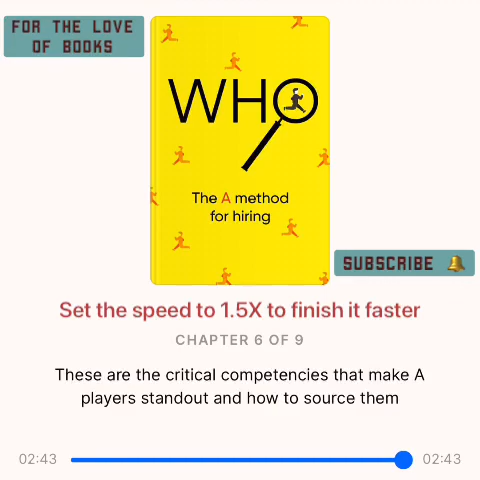 FOR THE LOVE
OF BOOKS
WHO
The A method
for hiring
SUBSCRIBE 🔔
Set the speed to 1.5X to finish it faster
CHAPTER 6 OF 9
These are the critical competencies that make A
players standout and how to source them
02:43
02:43